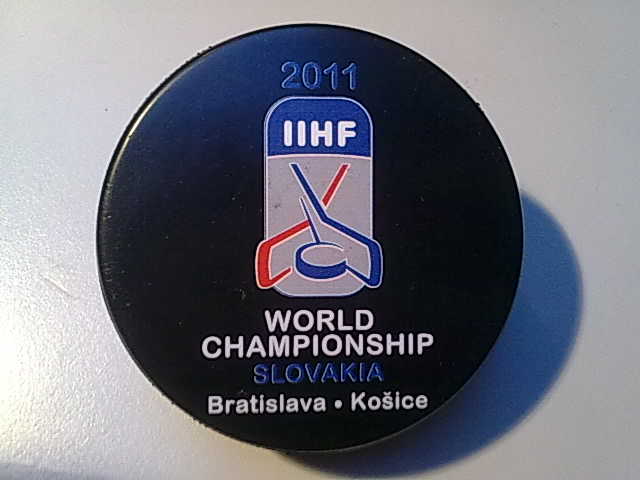 2011
IIHF
WORLD
CHAMPIONSHIP
SLOVAKIA
Bratislava • Košice